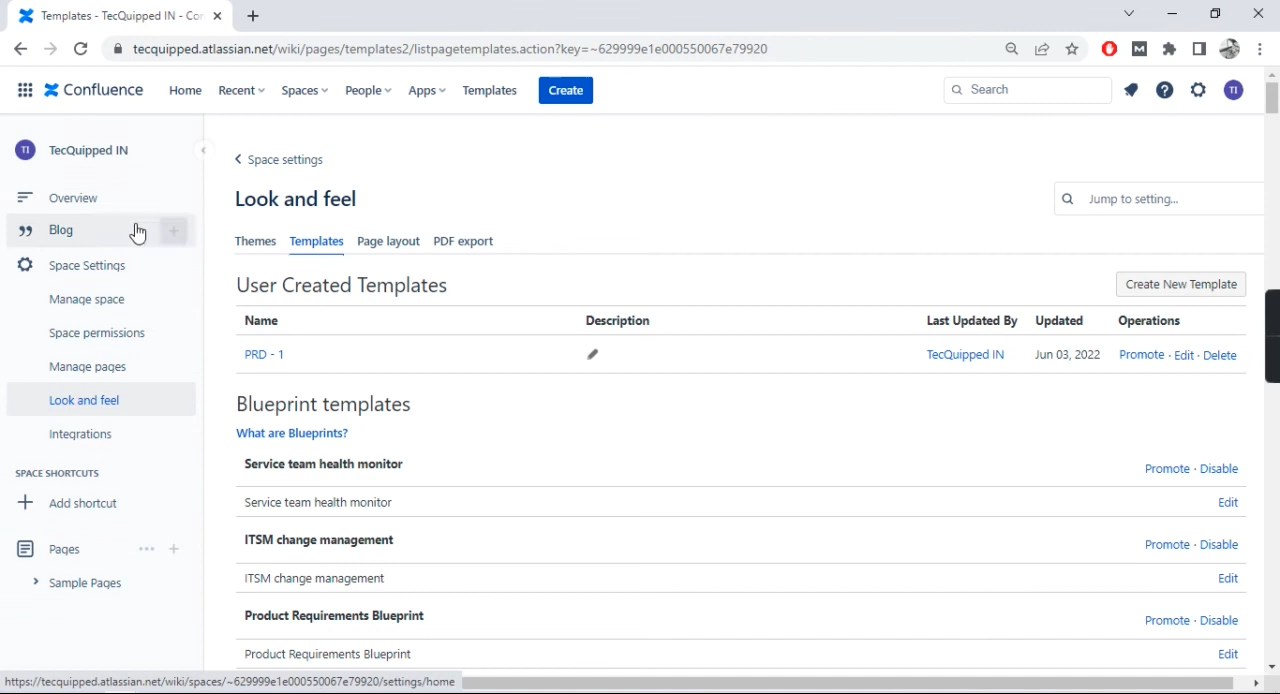 Templates - TecQuipped IN - Con
tecquipped.atlassian.net/wiki/pages/templates2/listpagetemplates.action?key=~629999e1e000550067e79920
Confluence Home Recent Spaces People Apps Templates Create Search TI
TI TecQuipped IN
Overview
Blog
Space Settings
Manage space
Space permissions
Manage pages
Look and feel
Integrations
SPACE SHORTCUTS
Add shortcut
Pages
Sample Pages
Space settings
Look and feel
Jump to setting...
Themes Templates Page layout PDF export
User Created Templates
Create New Template
Name Description Last Updated By Updated Operations
PRD - 1 TecQuipped IN Jun 03, 2022 Promote · Edit · Delete
Blueprint templates
What are Blueprints?
Service team health monitor Promote · Disable
Service team health monitor Edit
ITSM change management Promote · Disable
ITSM change management Edit
Product Requirements Blueprint Promote · Disable
Product Requirements Blueprint Edit
https://tecquipped.atlassian.net/wiki/spaces/~629999e1e000550067e79920/settings/home